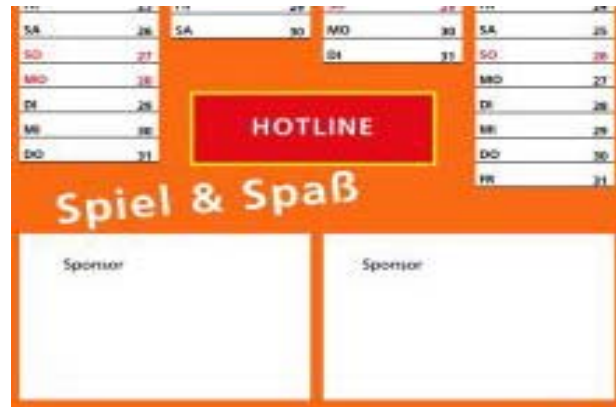 SA 26
SO 27
MO 28
DI 29
MI 30
DO 31
SA 30
MO 30
DI 31
SA 25
SO 26
MO 27
DI 28
MI 29
DO 30
FR 31
HOTLINE
Spiel & Spaß
Sponsor
Sponsor